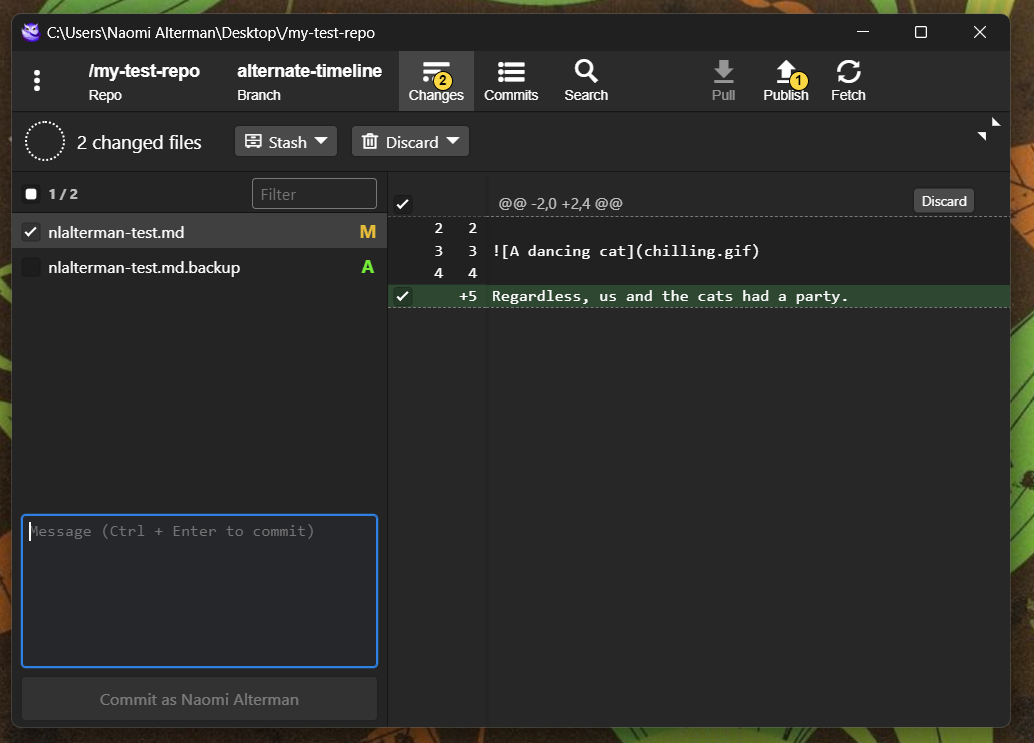 C:\Users\Naomi Alterman\Desktop\/my-test-repo
/my-test-repo
Repo
alternate-timeline
Branch
2
Changes
Commits
Search
Pull
1
Publish
Fetch
2 changed files
Stash
Discard
1 / 2
Filter
nlalterman-test.md M
nlalterman-test.md.backup A
@@ -2,0 +2,4 @@
Discard
2 2
3 3 ![A dancing cat](chilling.gif)
4 4
+5 Regardless, us and the cats had a party.
Message (Ctrl + Enter to commit)
Commit as Naomi Alterman